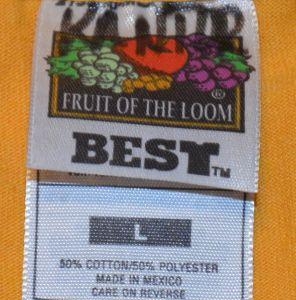 FRUIT OF THE LOOM
®
BEST™
L
50% COTTON/50% POLYESTER
MADE IN MEXICO
CARE ON REVERSE